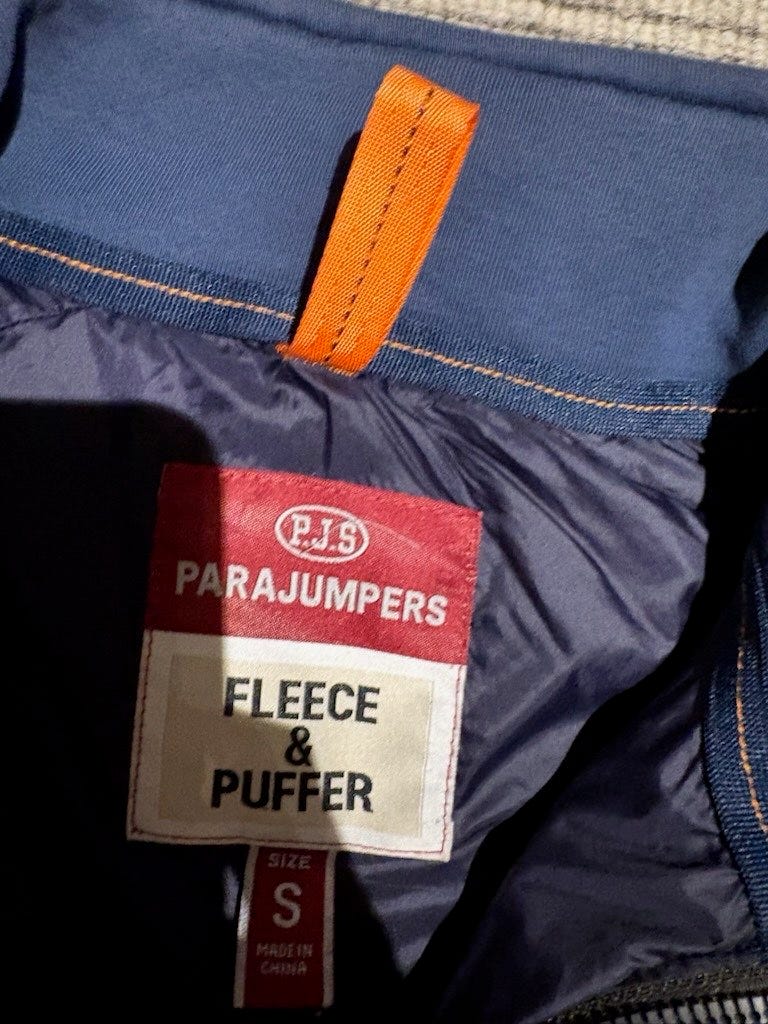 P.J.S
PARAJUMPERS
FLEECE
&
PUFFER
SIZE
S
MADE IN
CHINA